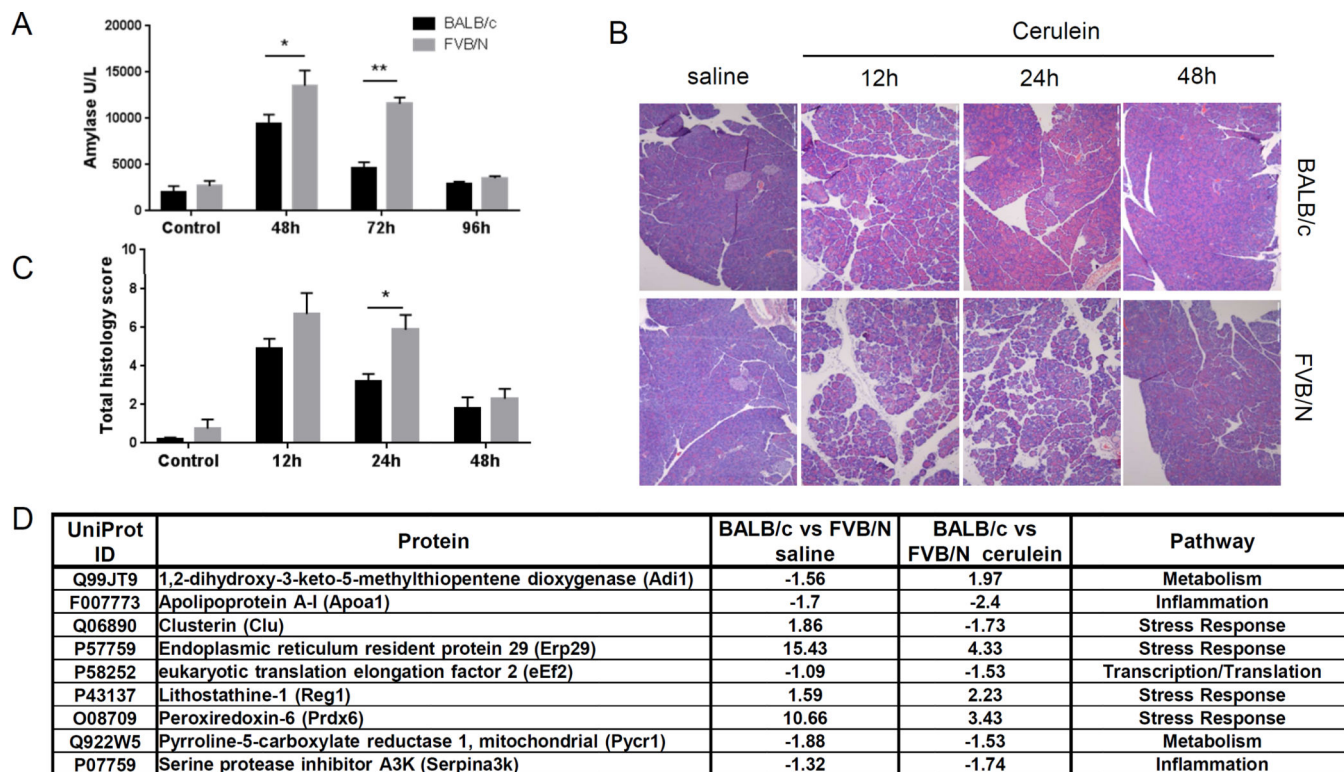 A
Amylase U/L
20000
15000
10000
5000
0
BALB/c
FVB/N
*
**
Control 48h 72h 96h
B
Cerulein
saline 12h 24h 48h
BALB/c
FVB/N
C
Total histology score
10
8
6
4
2
0
*
Control 12h 24h 48h
D
UniProt ID Protein BALB/c vs FVB/N saline BALB/c vs FVB/N cerulein Pathway
Q99JT9 1,2-dihydroxy-3-keto-5-methylthiopentene dioxygenase (Adi1) -1.56 1.97 Metabolism
F007773 Apolipoprotein A-I (Apoa1) -1.7 -2.4 Inflammation
Q06890 Clusterin (Clu) 1.86 -1.73 Stress Response
P57759 Endoplasmic reticulum resident protein 29 (Erp29) 15.43 4.33 Stress Response
P58252 eukaryotic translation elongation factor 2 (eEf2) -1.09 -1.53 Transcription/Translation
P43137 Lithostathine-1 (Reg1) 1.59 2.23 Stress Response
O08709 Peroxiredoxin-6 (Prdx6) 10.66 3.43 Stress Response
Q922W5 Pyrroline-5-carboxylate reductase 1, mitochondrial (Pycr1) -1.88 -1.53 Metabolism
P07759 Serine protease inhibitor A3K (Serpina3k) -1.32 -1.74 Inflammation